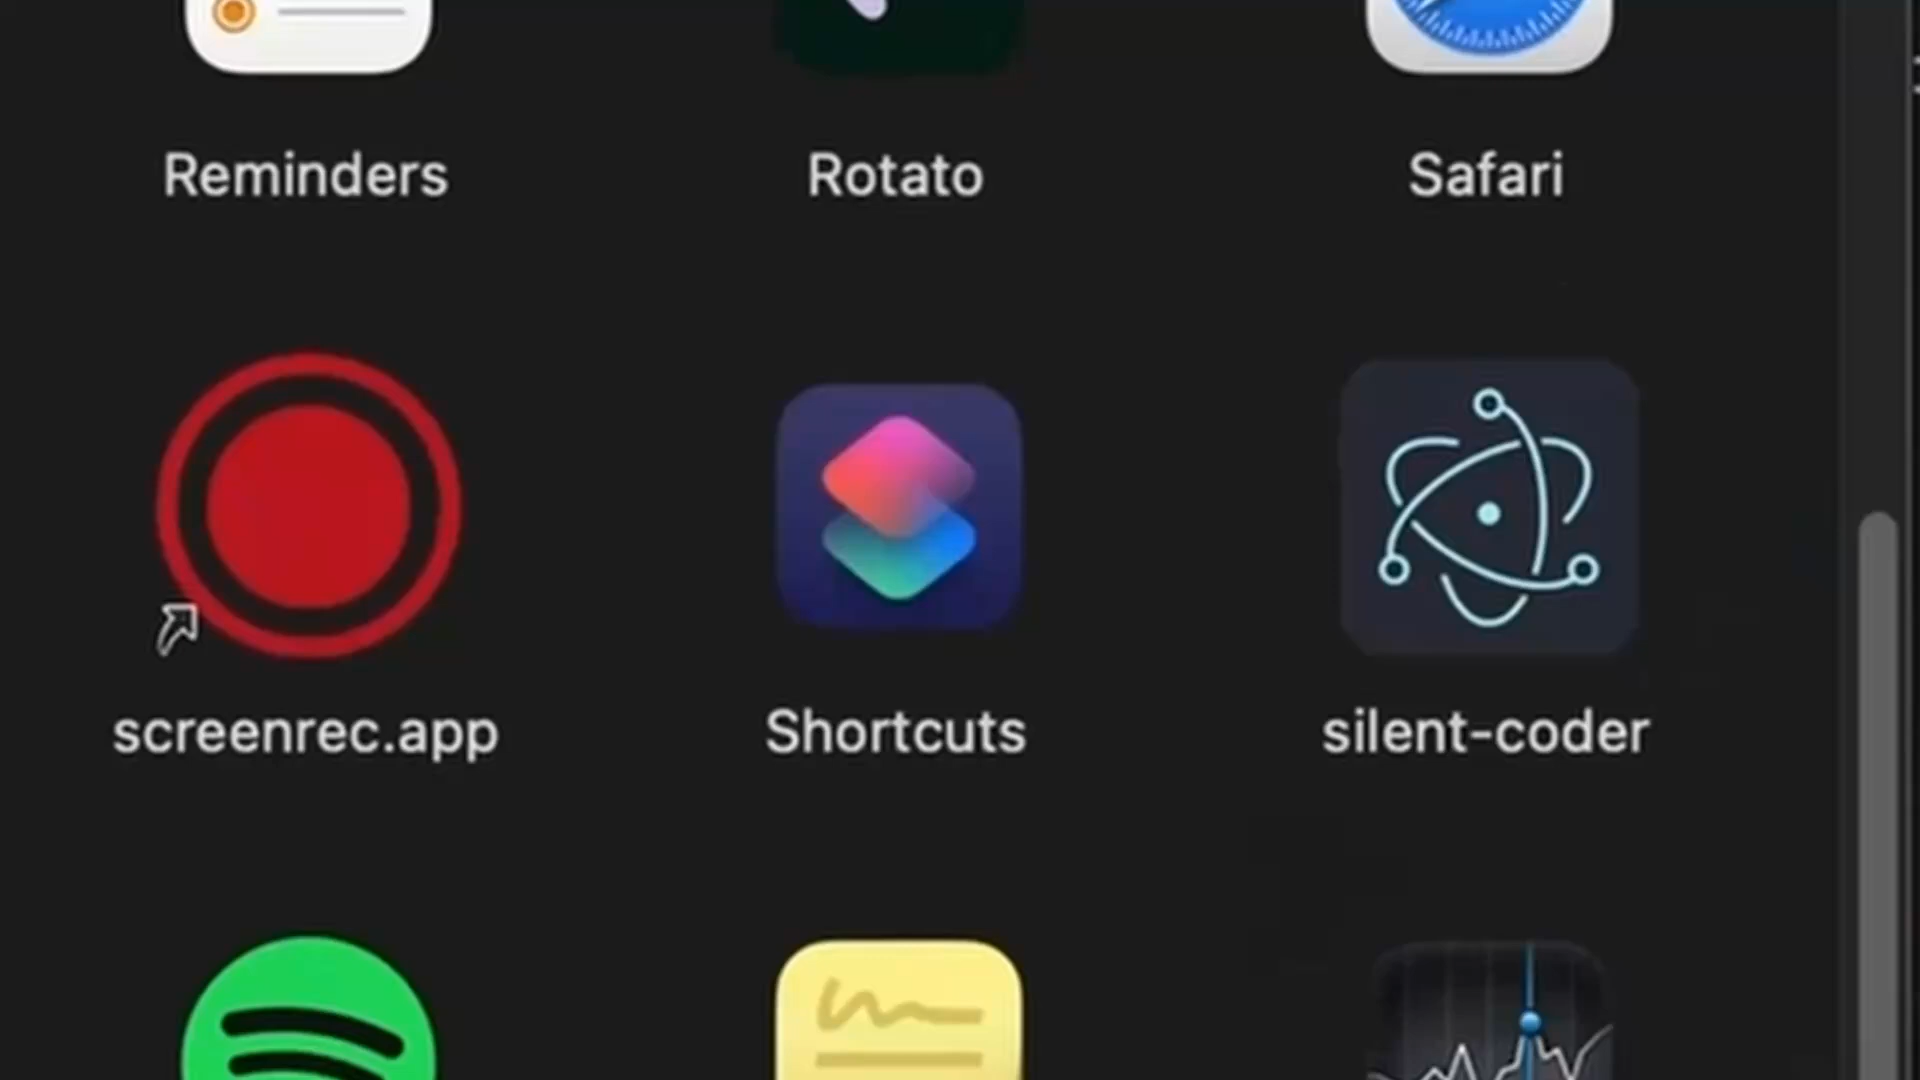 Reminders
Rotato
Safari
screenrec.app
Shortcuts
silent-coder